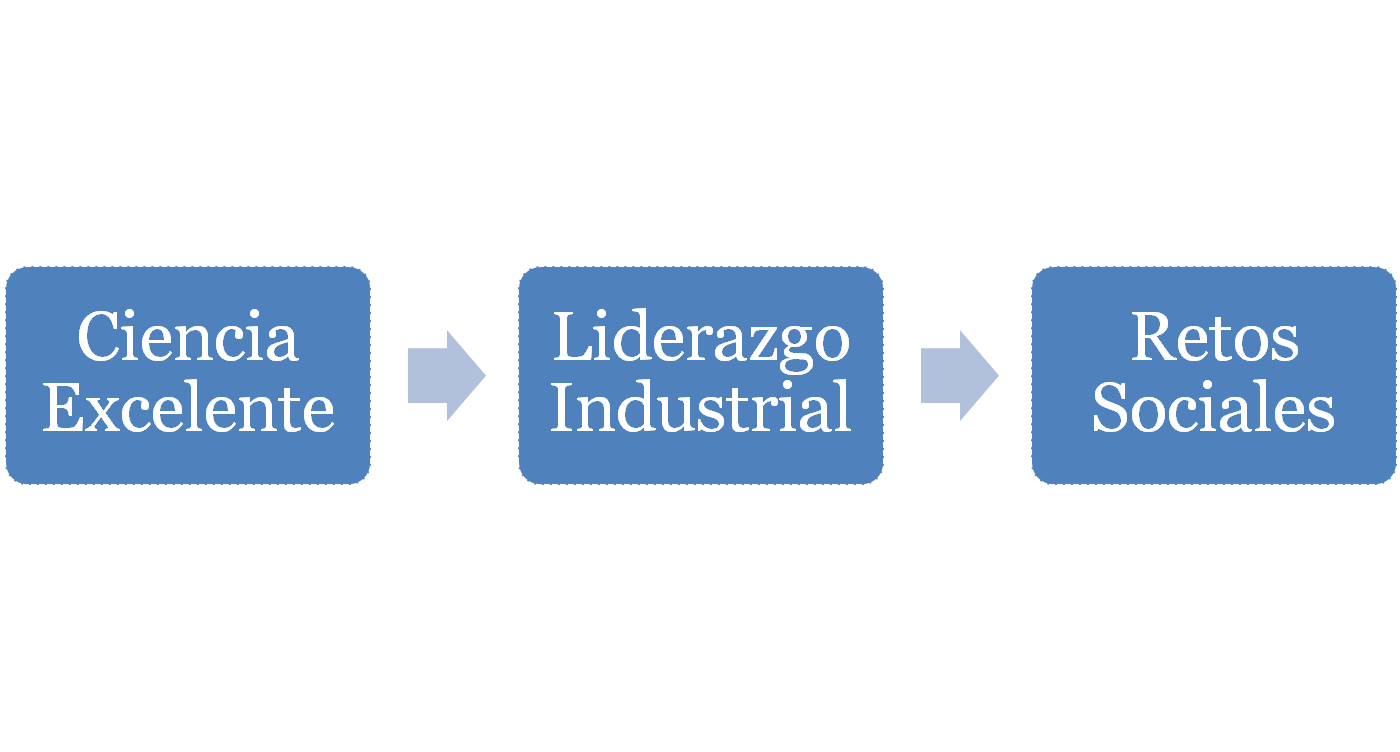 Ciencia
Excelente
Liderazgo
Industrial
Retos
Sociales